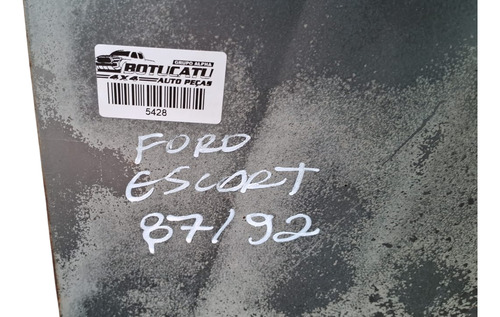 GRUPO ALPHA
BOTUCATU
4X4 AUTO PEÇAS
5428
FORD
ESCORT
87/92